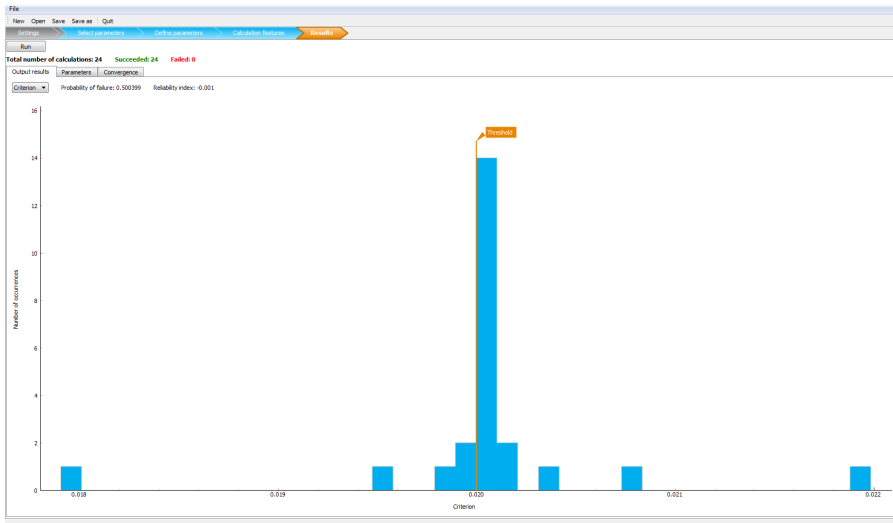 File
New Open Save Save as Quit
Settings Select parameters Define parameters Calculation features Results
Run
Total number of calculations: 24 Succeeded: 24 Failed: 0
Output results Parameters Convergence
Criterion Probability of failure: 0.500399 Reliability index: -0.001
Threshold
16
14
12
10
8
6
4
2
0
Number of occurrences
0.018 0.019 0.020 0.021 0.022
Criterion